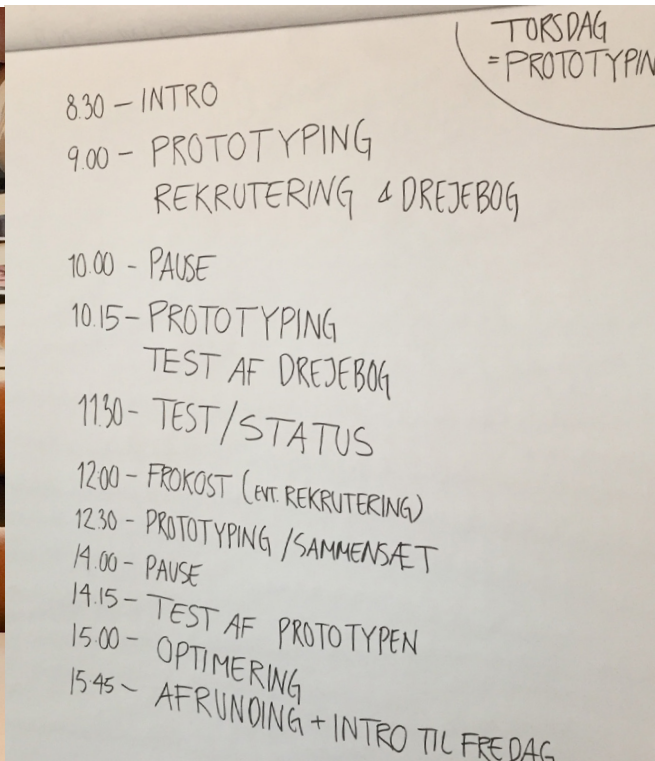 TORSDAG
= PROTOTYPIN
8.30 – INTRO
9.00 – PROTOTYPING
REKRUTERING & DREJEBOG
10.00 – PAUSE
10.15 – PROTOTYPING
TEST AF DREJEBOG
11.30 – TEST/STATUS
12.00 – FROKOST (EVT. REKRUTERING)
12.30 – PROTOTYPING /SAMMENSÆT
14.00 – PAUSE
14.15 – TEST AF PROTOTYPEN
15.00 – OPTIMERING
15.45 – AFRUNDING + INTRO TIL FREDAG